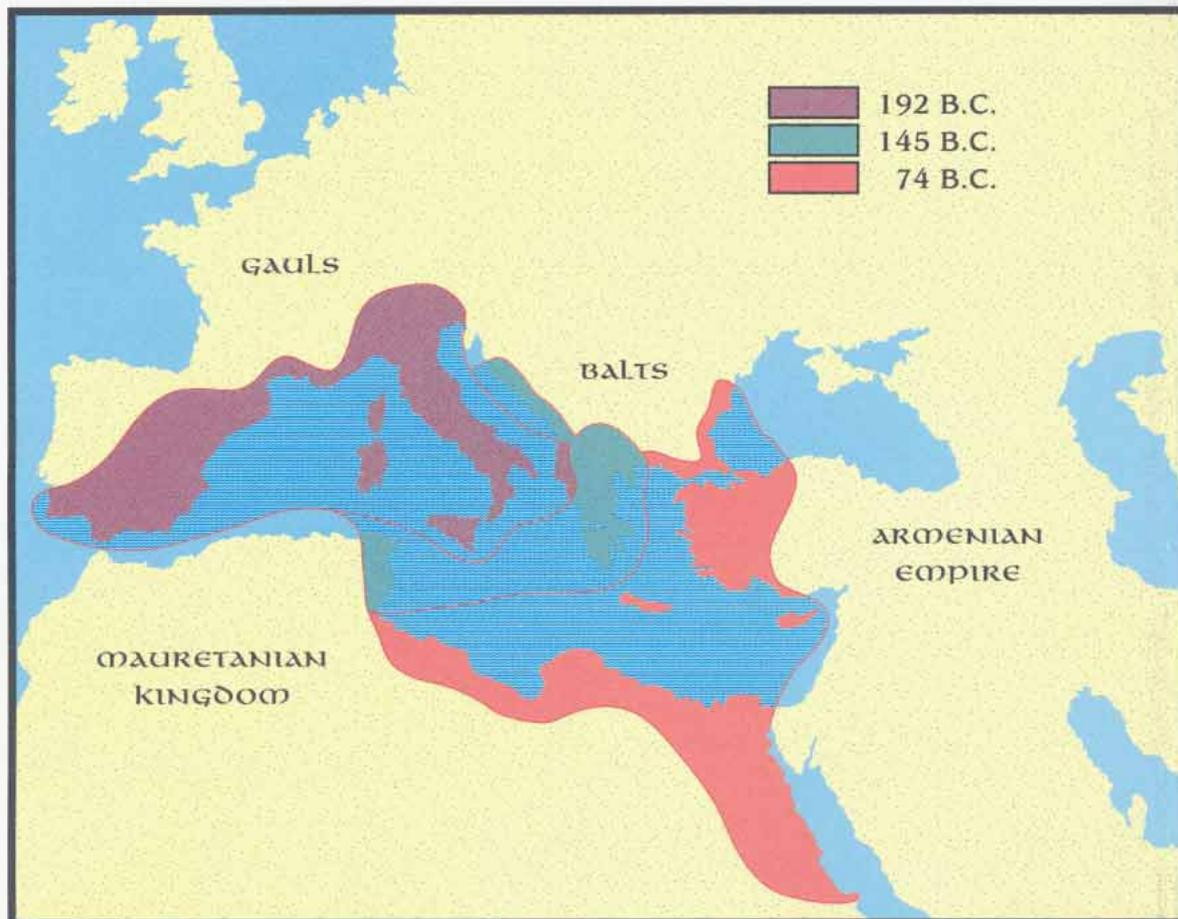 192 B.C.
145 B.C.
74 B.C.
GAULS
BALTS
ARMENIAN
EMPIRE
MAURETANIAN
KINGDOM